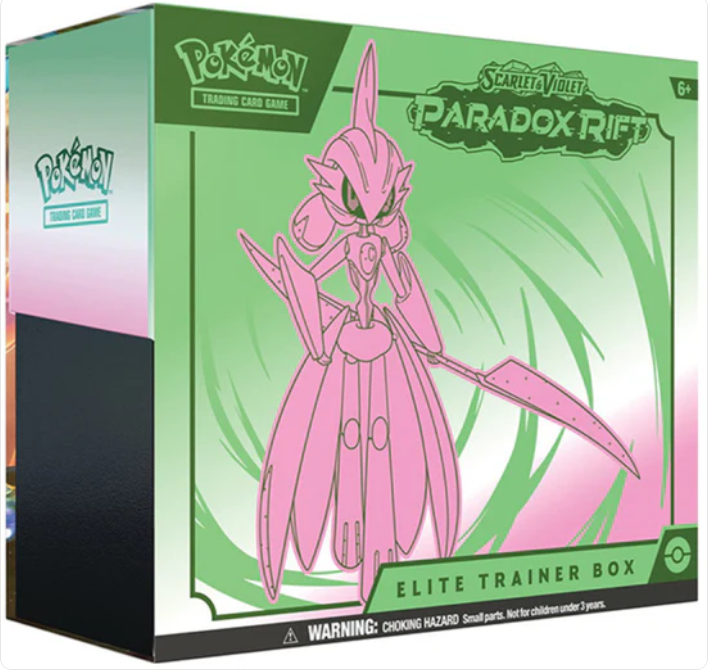 POKéMON
TRADING CARD GAME
POKéMON
TRADING CARD GAME
SCARLET & VIOLET
PARADOX RIFT
6+
ELITE TRAINER BOX
WARNING: CHOKING HAZARD Small parts. Not for children under 3 years.